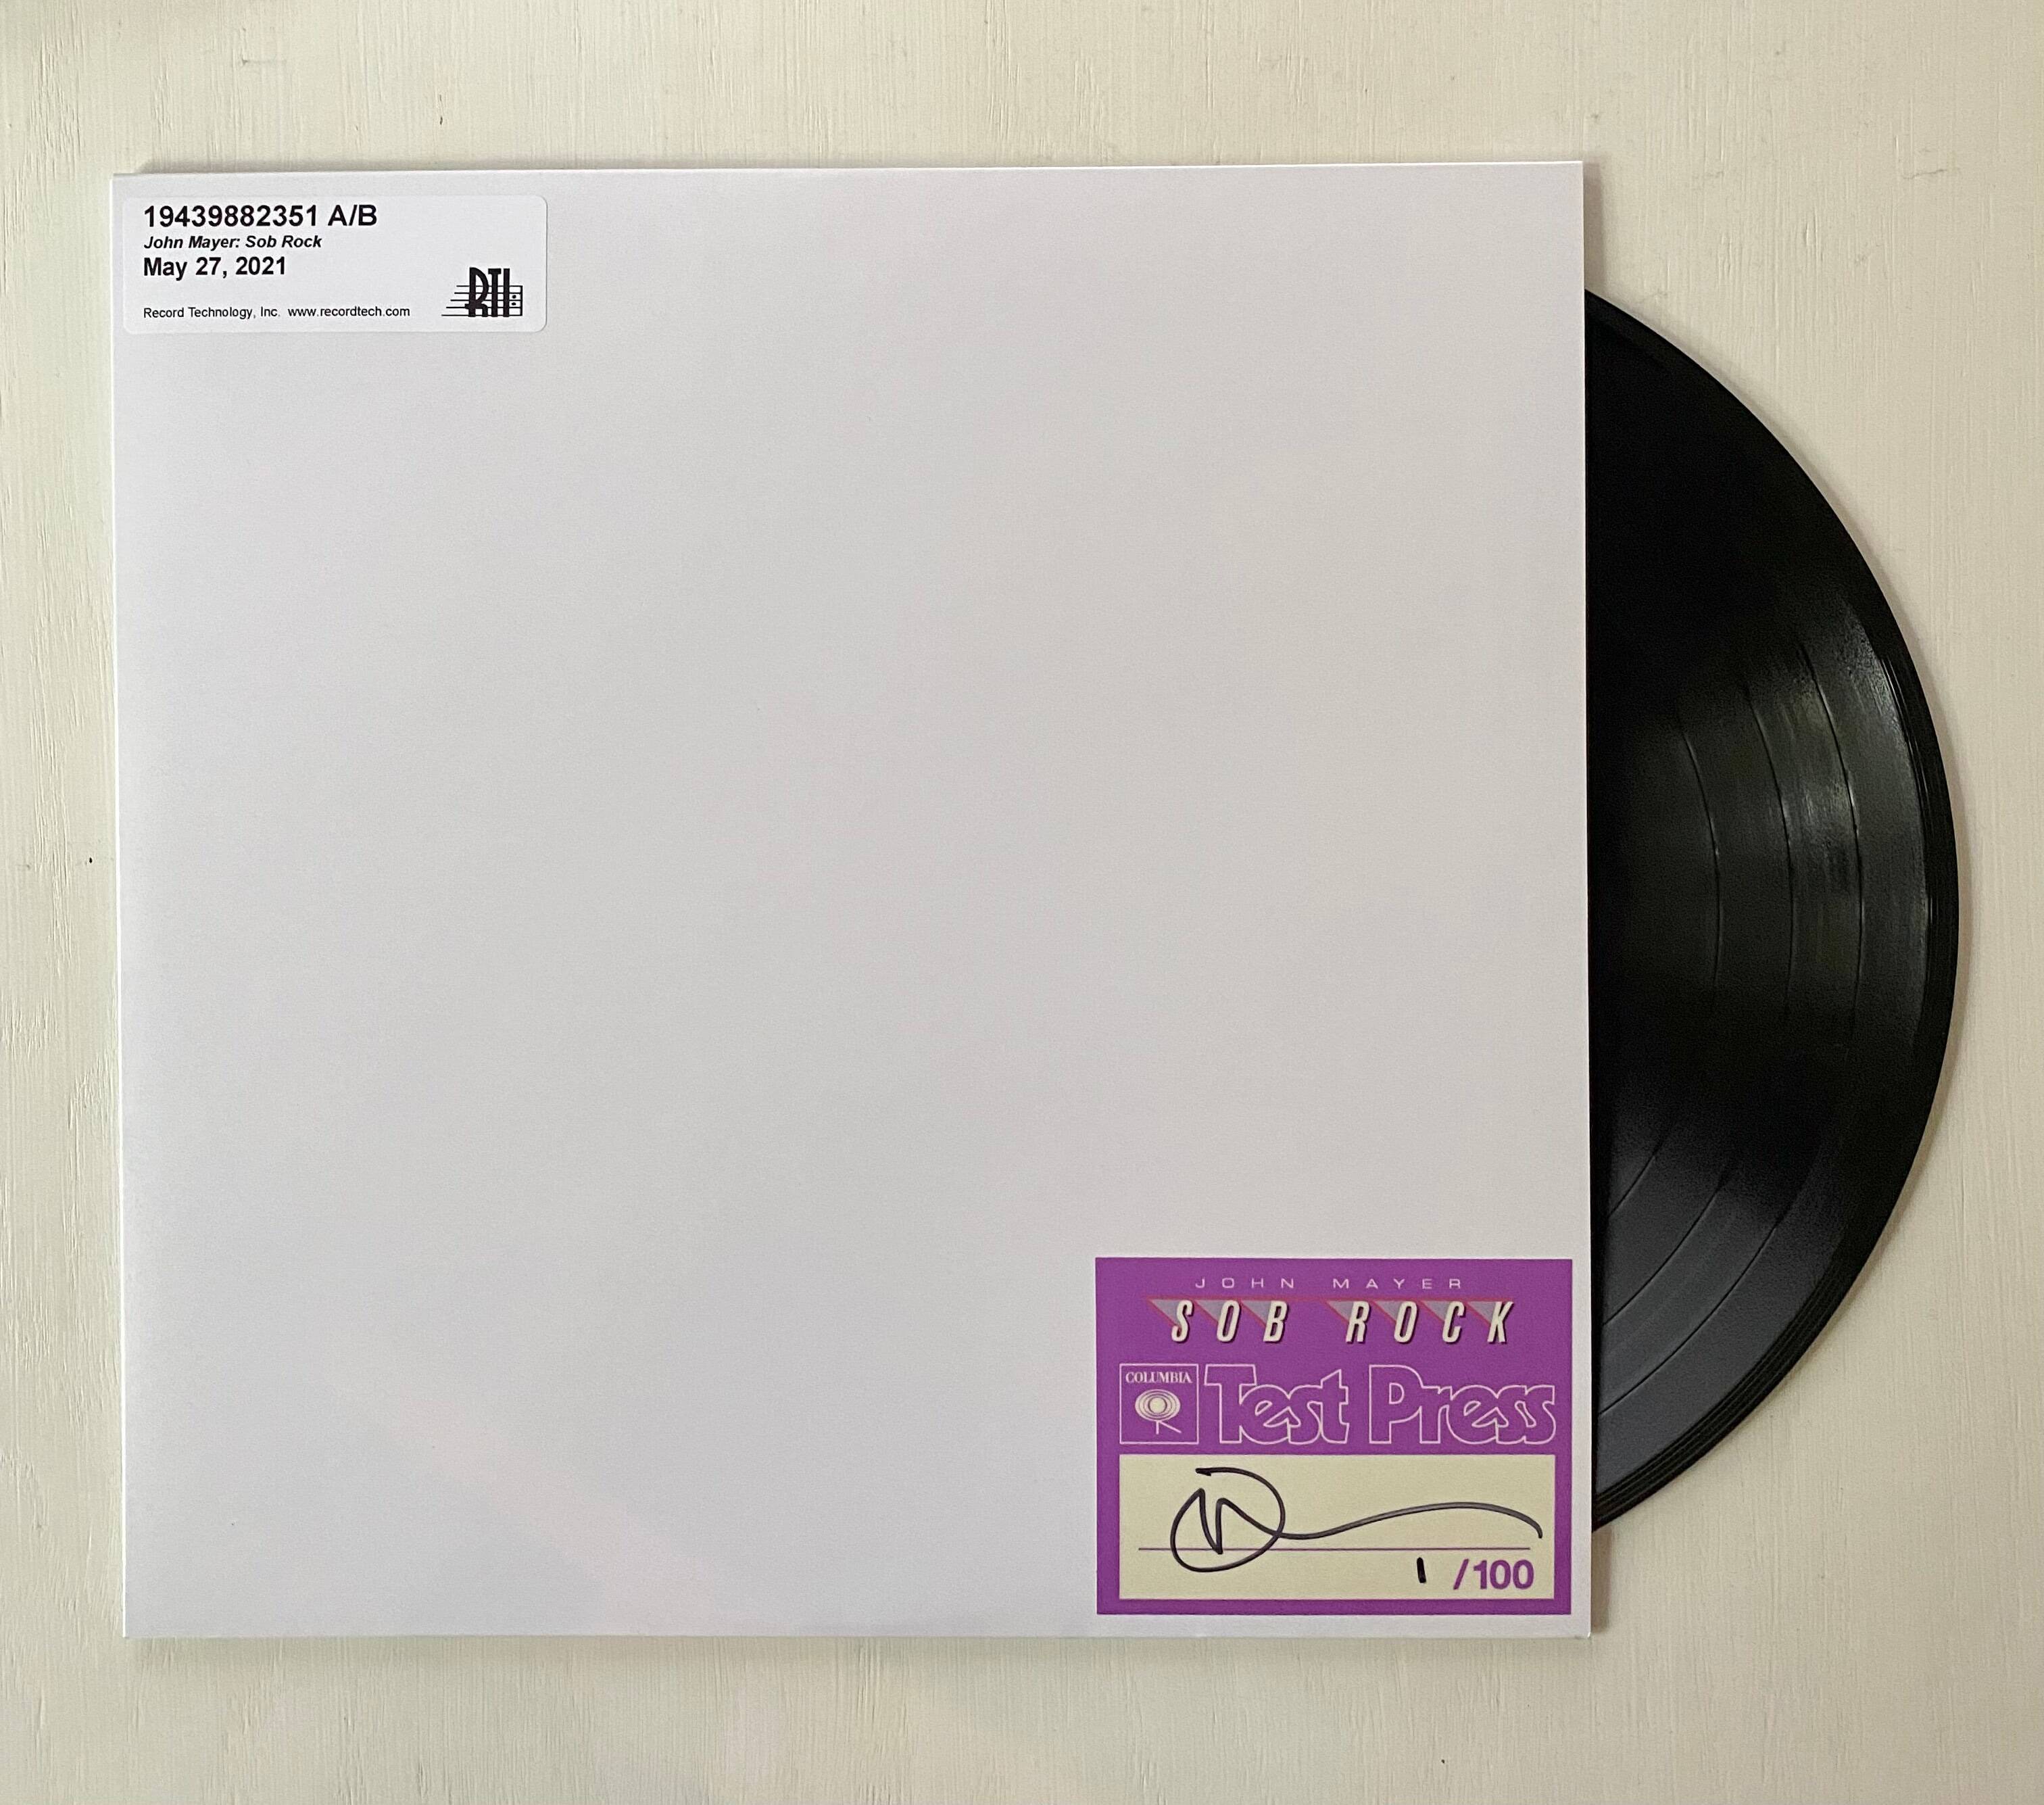 19439882351 A/B
John Mayer: Sob Rock
May 27, 2021
Record Technology, Inc. www.recordtech.com
RTI
JOHN MAYER
SOB ROCK
COLUMBIA
Test Press
1 /100